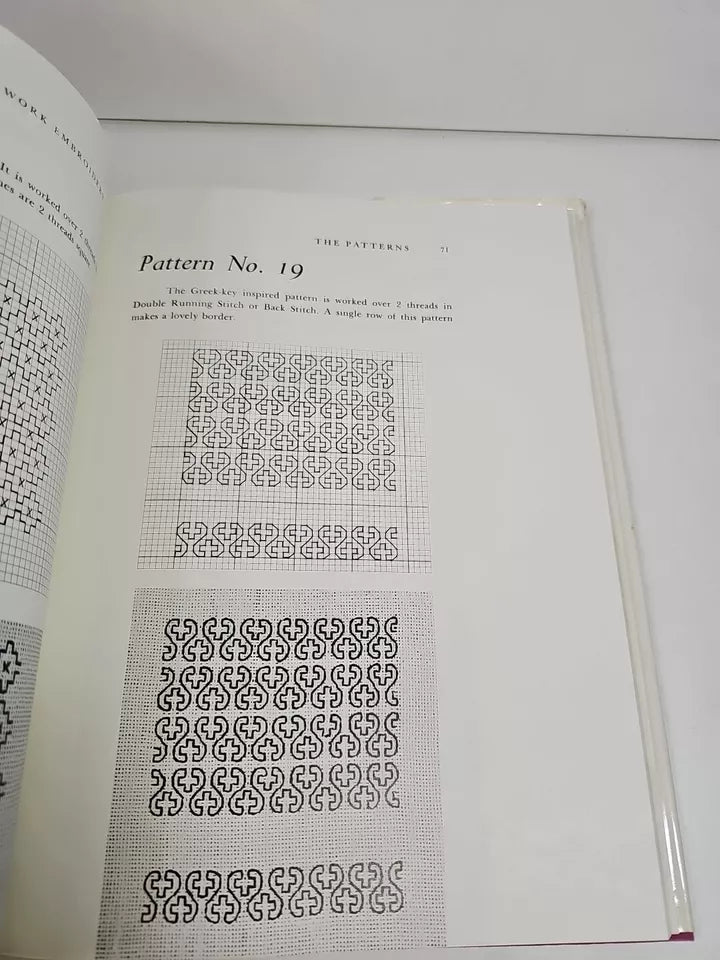 WORK EMBROIDE
It is worked over 2 
are 2 threads square
THE PATTERNS 71
Pattern No. 19
The Greek-key inspired pattern is worked over 2 threads in
Double Running Stitch or Back Stitch. A single row of this pattern
makes a lovely border.